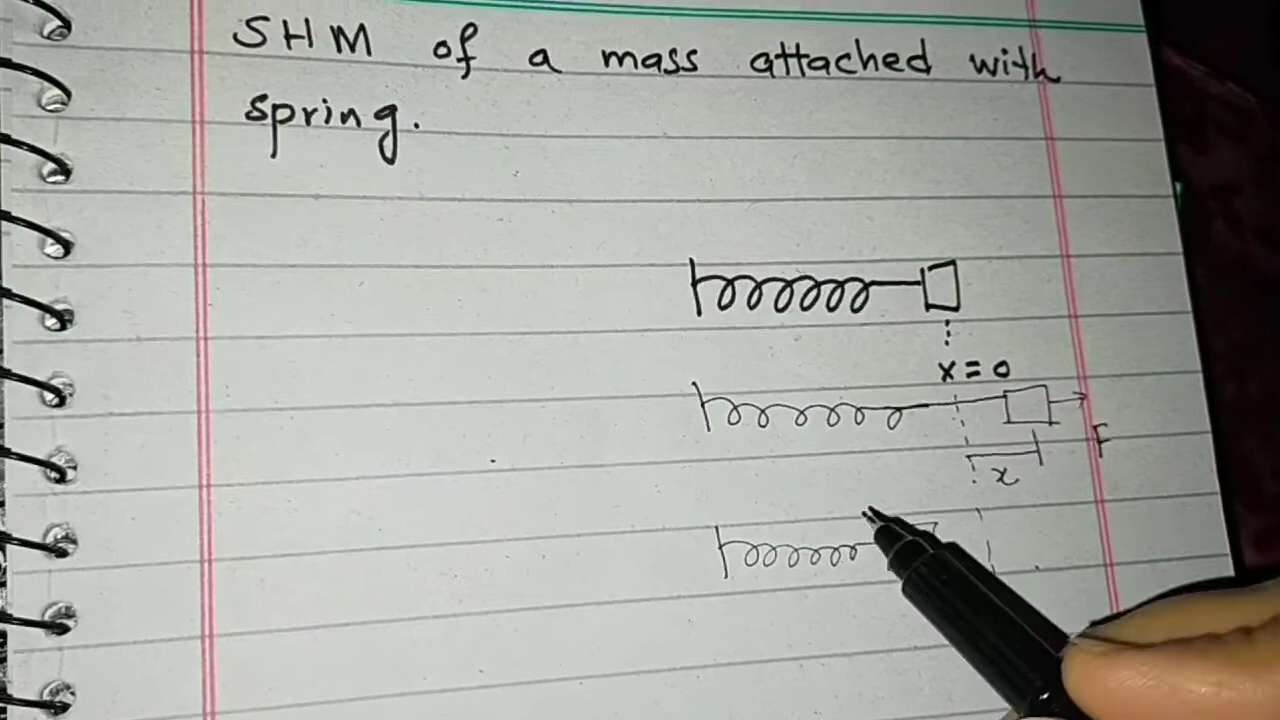 SHM of a mass attached with
spring.
x = 0
F
x